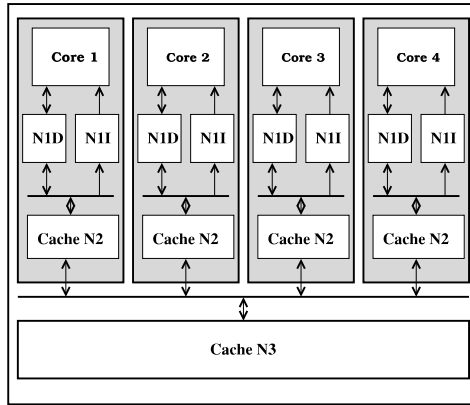 Core 1 Core 2 Core 3 Core 4
N1D N1I N1D N1I N1D N1I N1D N1I
Cache N2 Cache N2 Cache N2 Cache N2
Cache N3